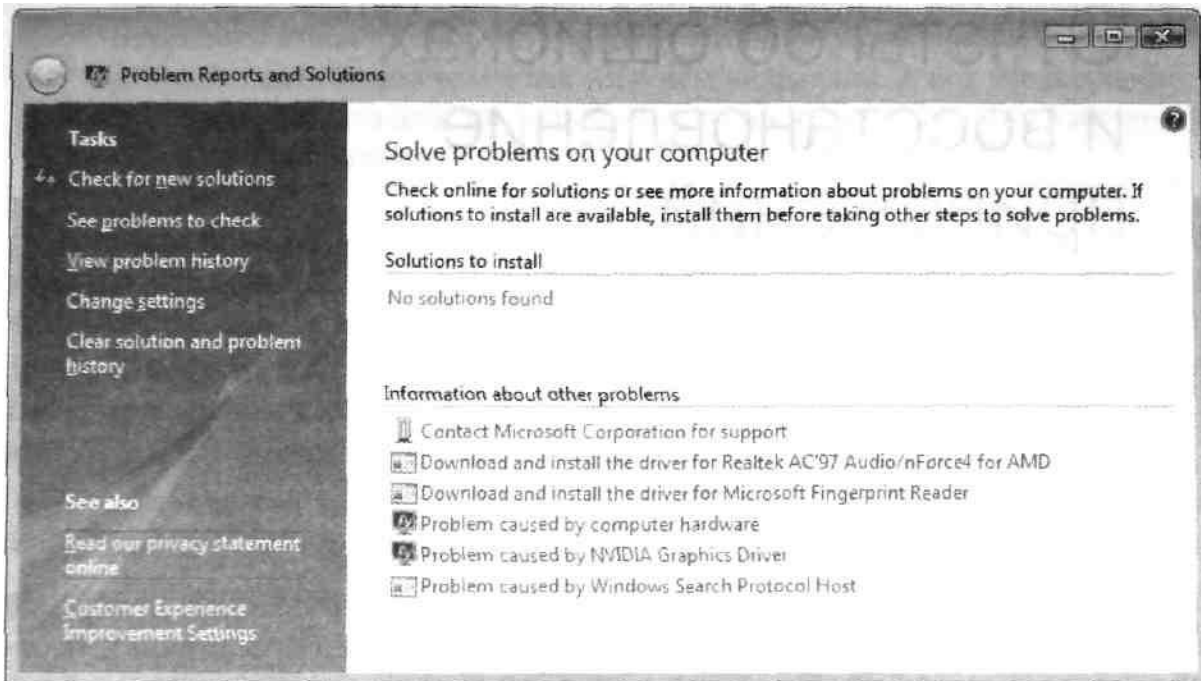 Problem Reports and Solutions
Tasks
Check for new solutions
See problems to check
View problem history
Change settings
Clear solution and problem
history
See also
Read our privacy statement
online
Customer Experience
Improvement Settings
Solve problems on your computer
Check online for solutions or see more information about problems on your computer. If
solutions to install are available, install them before taking other steps to solve problems.
Solutions to install
No solutions found
Information about other problems
Contact Microsoft Corporation for support
Download and install the driver for Realtek AC'97 Audio/nForce4 for AMD
Download and install the driver for Microsoft Fingerprint Reader
Problem caused by computer hardware
Problem caused by NVIDIA Graphics Driver
Problem caused by Windows Search Protocol Host